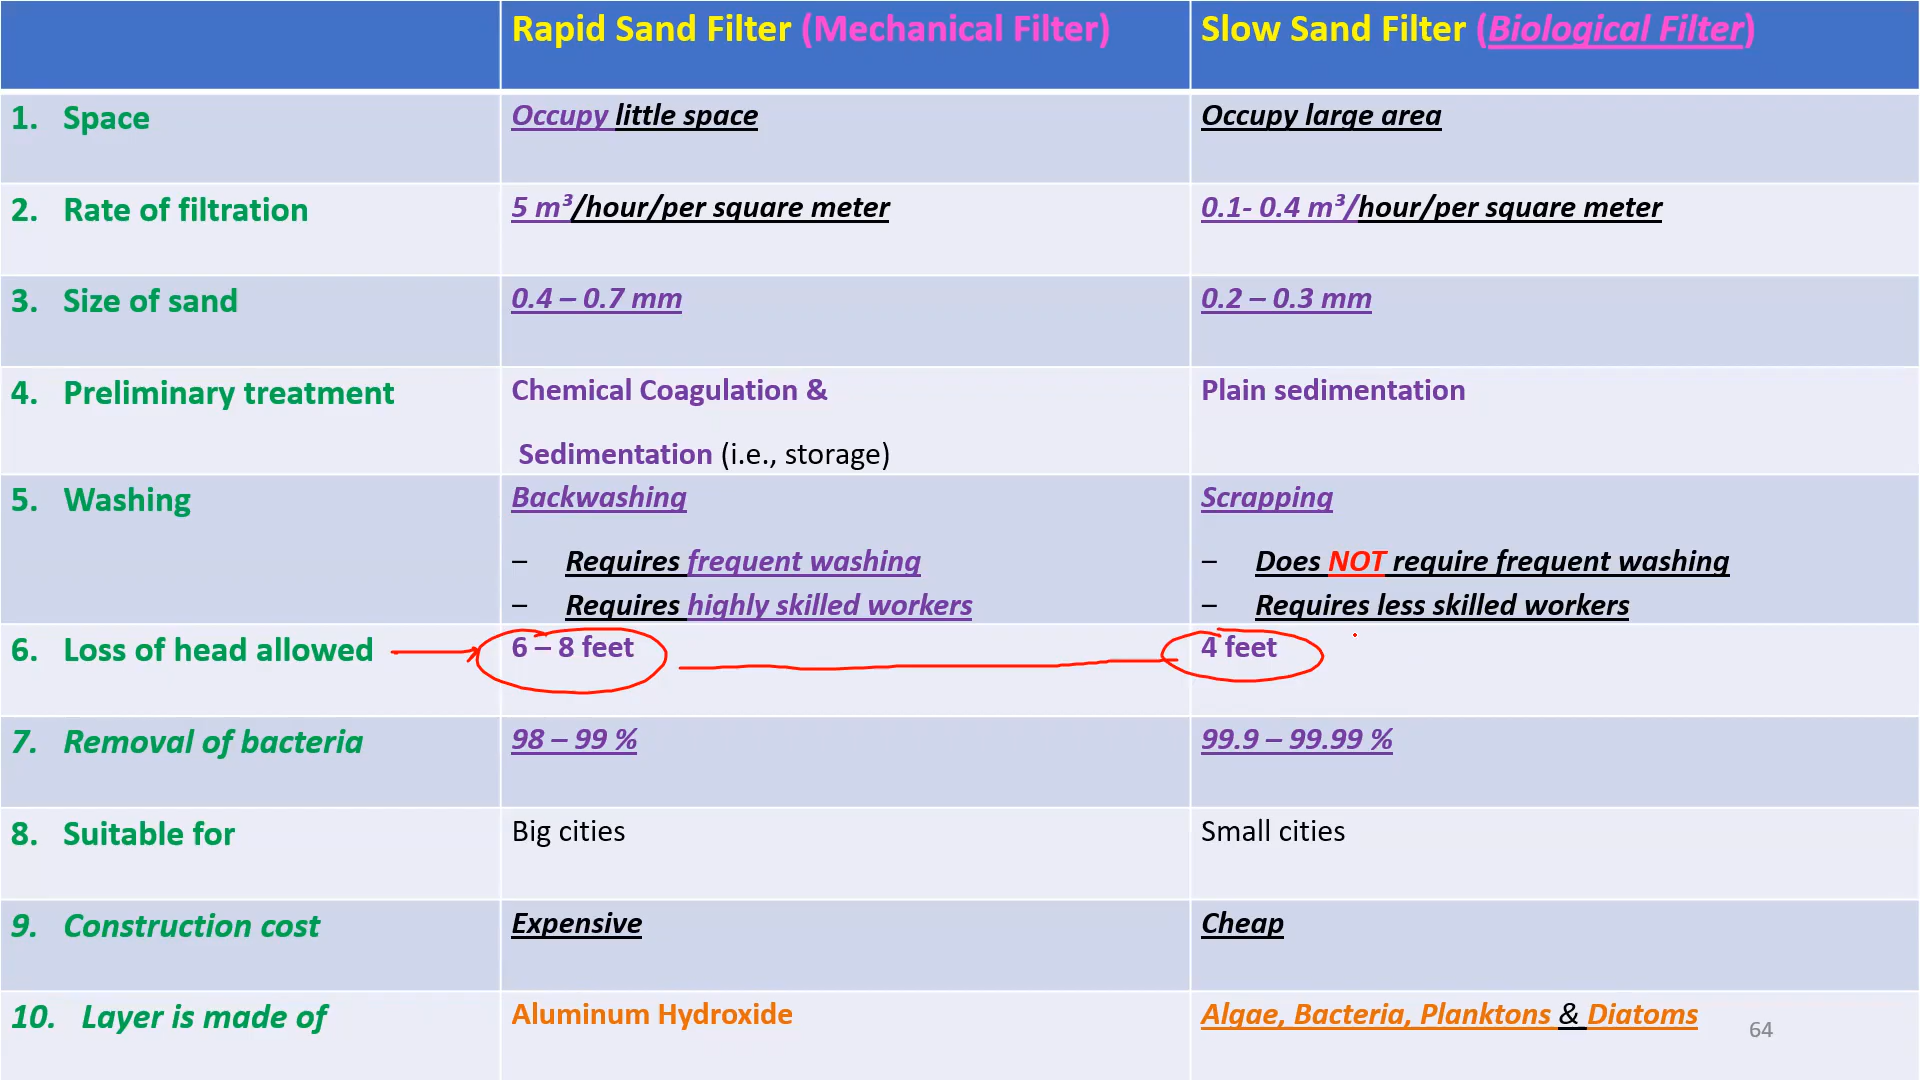 Rapid Sand Filter (Mechanical Filter)
Slow Sand Filter (Biological Filter)
1. Space
Occupy little space
Occupy large area
2. Rate of filtration
5 m³/hour/per square meter
0.1- 0.4 m³/hour/per square meter
3. Size of sand
0.4 – 0.7 mm
0.2 – 0.3 mm
4. Preliminary treatment
Chemical Coagulation &
Sedimentation (i.e., storage)
Plain sedimentation
5. Washing
Backwashing
– Requires frequent washing
– Requires highly skilled workers
Scrapping
– Does NOT require frequent washing
– Requires less skilled workers
6. Loss of head allowed
6 – 8 feet
4 feet
7. Removal of bacteria
98 – 99 %
99.9 – 99.99 %
8. Suitable for
Big cities
Small cities
9. Construction cost
Expensive
Cheap
10. Layer is made of
Aluminum Hydroxide
Algae, Bacteria, Planktons & Diatoms
64